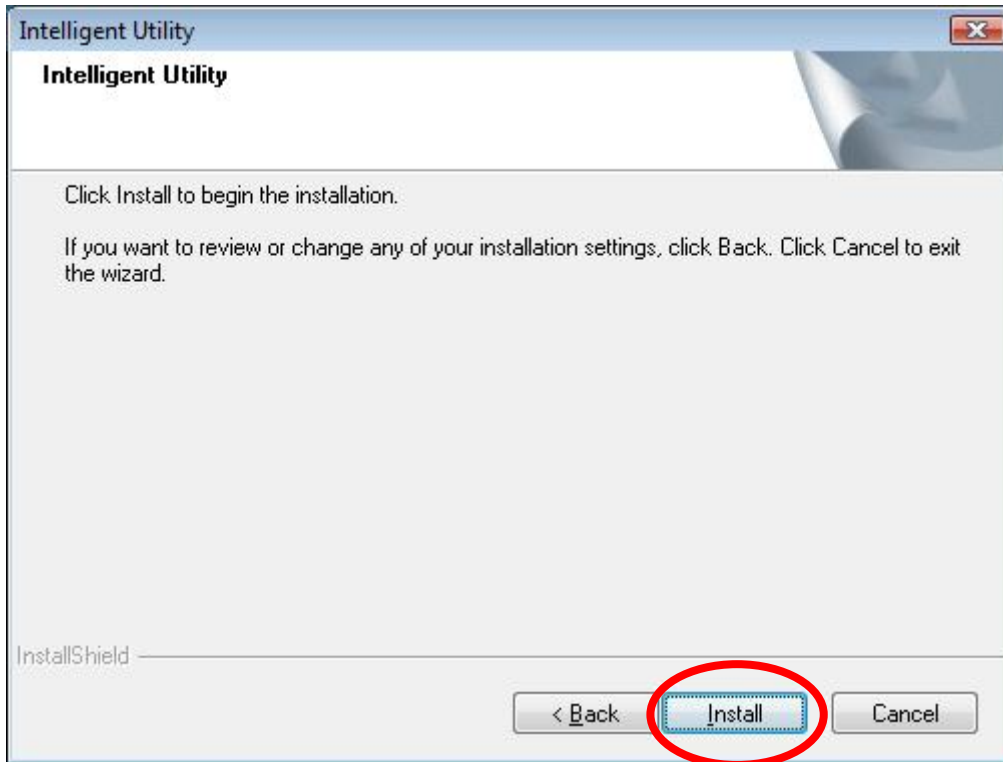 Intelligent Utility
Intelligent Utility
Click Install to begin the installation.
If you want to review or change any of your installation settings, click Back. Click Cancel to exit
the wizard.
InstallShield
< Back
Install
Cancel